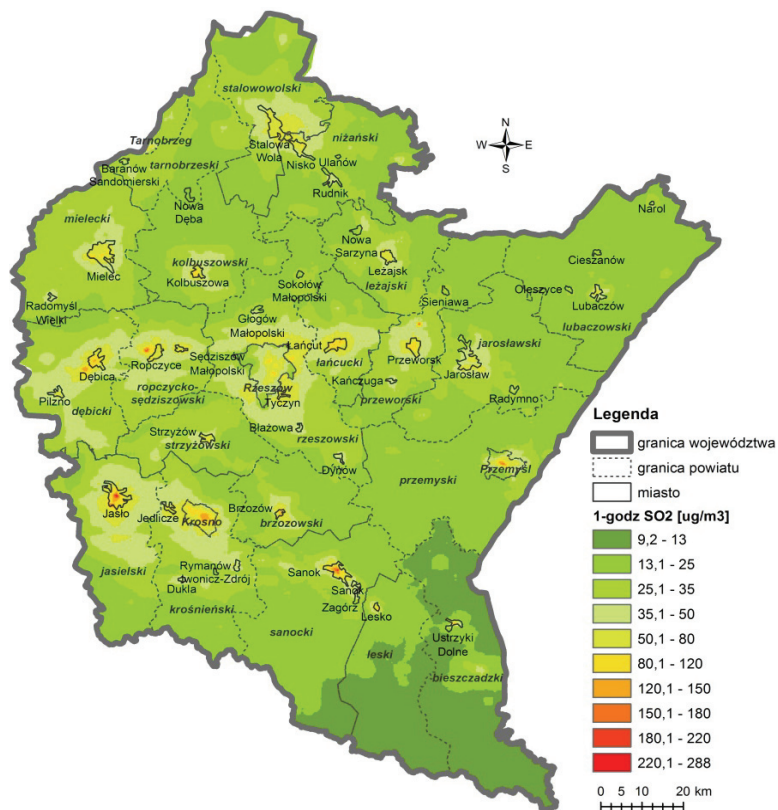 stalowowolski
N
W E
S
Tarnobrzeg
niżański
Stalowa
Wola
Baranów
Sandomierski
tarnobrzeski
Nisko
Ulanów
Rudnik
Nowa
Dęba
Narol
mielecki
Nowa
Sarzyna
Cieszanów
kolbuszowski
Leżajsk
Mielec
Kolbuszowa
Sokołów
Małopolski
leżajski
Sieniawa
Oleszyce
Lubaczów
Radomyśl
Wielki
Głogów
Małopolski
lubaczowski
jarosławski
Łańcut
łańcucki
Sędziszów
Małopolski
Dębica
Ropczyce
Przeworsk
Rzeszów
Kańczuga
Jarosław
Pilzno
ropczycko-
sędziszowski
przeworski
Tyczyn
Radymno
dębicki
Błażowa
Strzyżów
strzyżowski
rzeszowski
Dynów
przemyski
Przemyśl
Jasło
Jedlicze
Krosno
Brzozów
brzozowski
Rymanów
Iwonicz-Zdrój
Sanok
jasielski
Dukla
Sanok
Zagórz
Lesko
krośnieński
sanocki
Ustrzyki
Dolne
leski
bieszczadzki
Legenda
granica województwa
granica powiatu
miasto
1-godz SO2 [ug/m3]
9,2 - 13
13,1 - 25
25,1 - 35
35,1 - 50
50,1 - 80
80,1 - 120
120,1 - 150
150,1 - 180
180,1 - 220
220,1 - 288
0 5 10 20 km